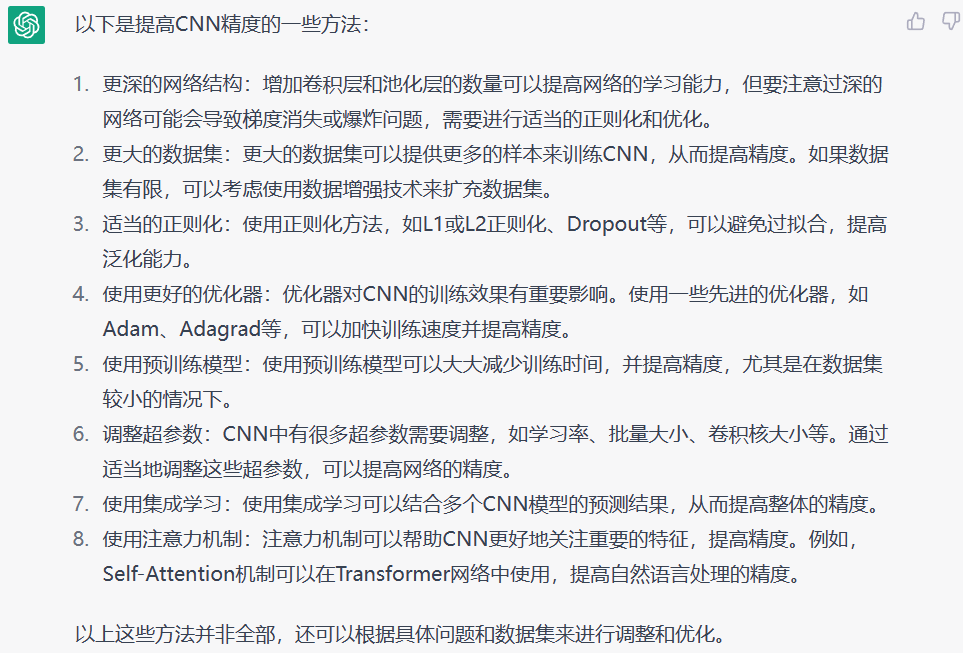 以下是提高CNN精度的一些方法：
1. 更深的网络结构：增加卷积层和池化层的数量可以提高网络的学习能力，但要注意过深的
网络可能会导致梯度消失或爆炸问题，需要进行适当的正则化和优化。
2. 更大的数据集：更大的数据集可以提供更多的样本来训练CNN，从而提高精度。如果数据
集有限，可以考虑使用数据增强技术来扩充数据集。
3. 适当的正则化：使用正则化方法，如L1或L2正则化、Dropout等，可以避免过拟合，提高
泛化能力。
4. 使用更好的优化器：优化器对CNN的训练效果有重要影响。使用一些先进的优化器，如
Adam、Adagrad等，可以加快训练速度并提高精度。
5. 使用预训练模型：使用预训练模型可以大大减少训练时间，并提高精度，尤其是在数据集
较小的情况下。
6. 调整超参数：CNN中有很多超参数需要调整，如学习率、批量大小、卷积核大小等。通过
适当地调整这些超参数，可以提高网络的精度。
7. 使用集成学习：使用集成学习可以结合多个CNN模型的预测结果，从而提高整体的精度。
8. 使用注意力机制：注意力机制可以帮助CNN更好地关注重要的特征，提高精度。例如，
Self-Attention机制可以在Transformer网络中使用，提高自然语言处理的精度。
以上这些方法并非全部，还可以根据具体问题和数据集来进行调整和优化。